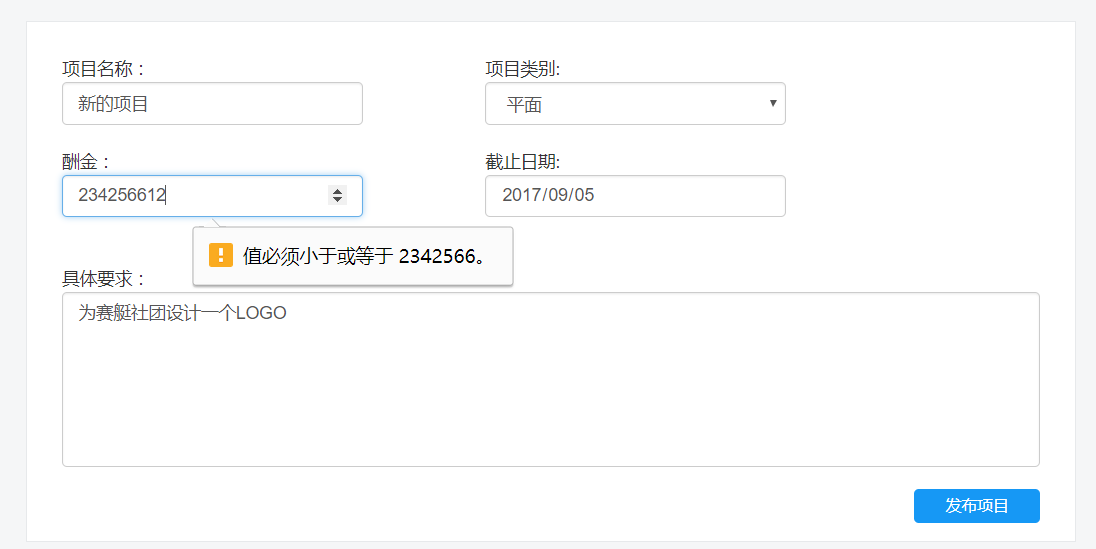 项目名称：
项目类别:
新的项目
平面
酬金：
截止日期:
234256612
2017/09/05
值必须小于或等于 2342566。
具体要求：
为赛艇社团设计一个LOGO
发布项目